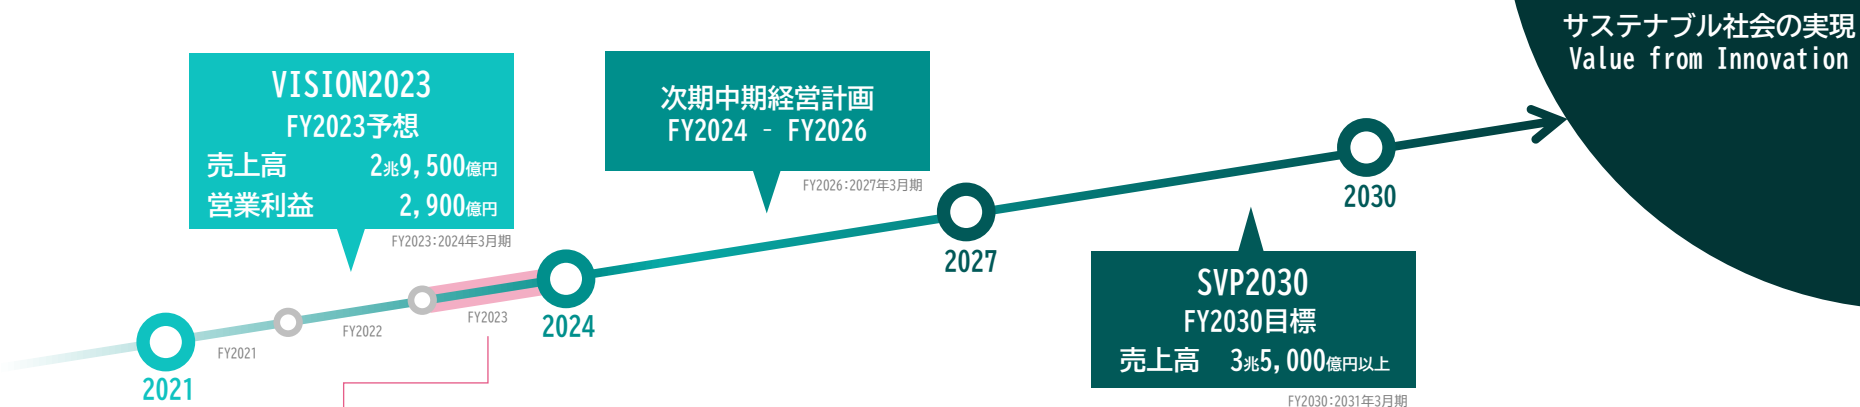 サステナブル社会の実現
Value from Innovation
VISION2023
FY2023予想
売上高 2兆9,500億円
営業利益 2,900億円
FY2023：2024年3月期
次期中期経営計画
FY2024 - FY2026
FY2026：2027年3月期
2030
2027
SVP2030
FY2030目標
売上高 3兆5,000億円以上
FY2030：2031年3月期
2021
FY2021
FY2022
FY2023
2024